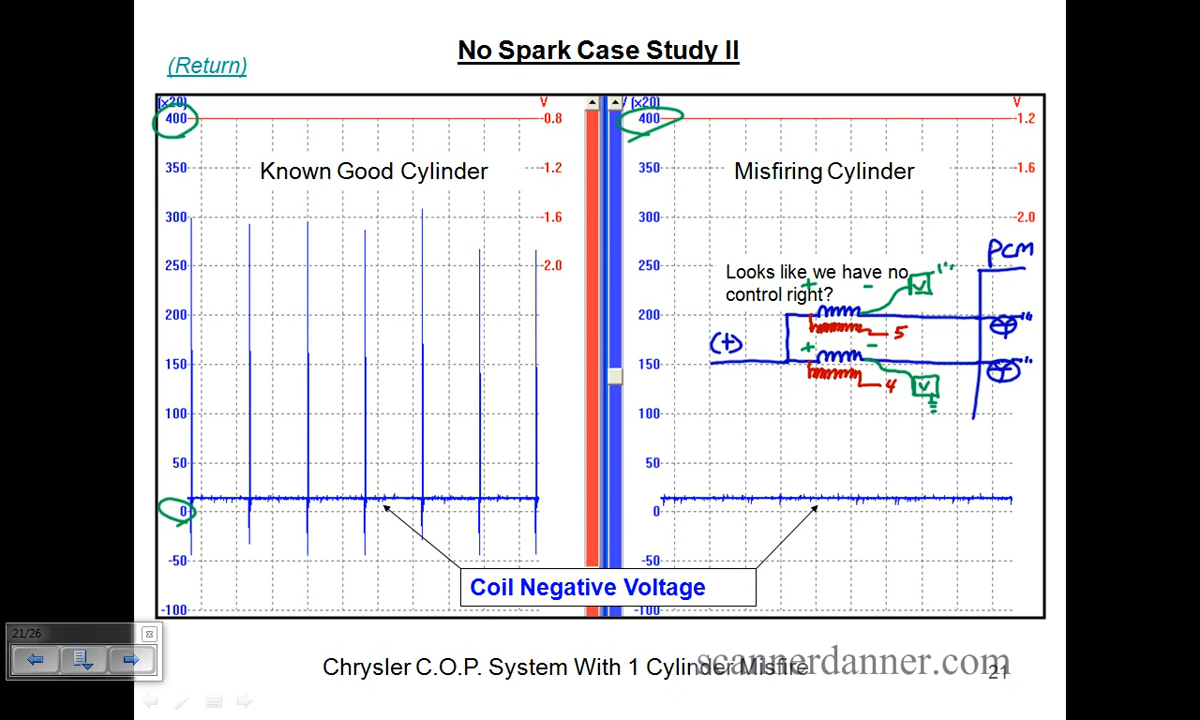 No Spark Case Study II
(Return)
(x20)
400
350
300
250
200
150
100
50
0
-50
-100
V
-0.8
-1.2
-1.6
2.0
Known Good Cylinder
(x20)
400
350
300
250
200
150
100
50
0
-50
-100
V
-1.2
-1.6
-2.0
Misfiring Cylinder
Looks like we have no
control right?
PCM
+ - V
5
(+)
+ -
4 V
Coil Negative Voltage
21/26
Chrysler C.O.P. System With 1 Cylinder Misfire
scannerdanner.com
21